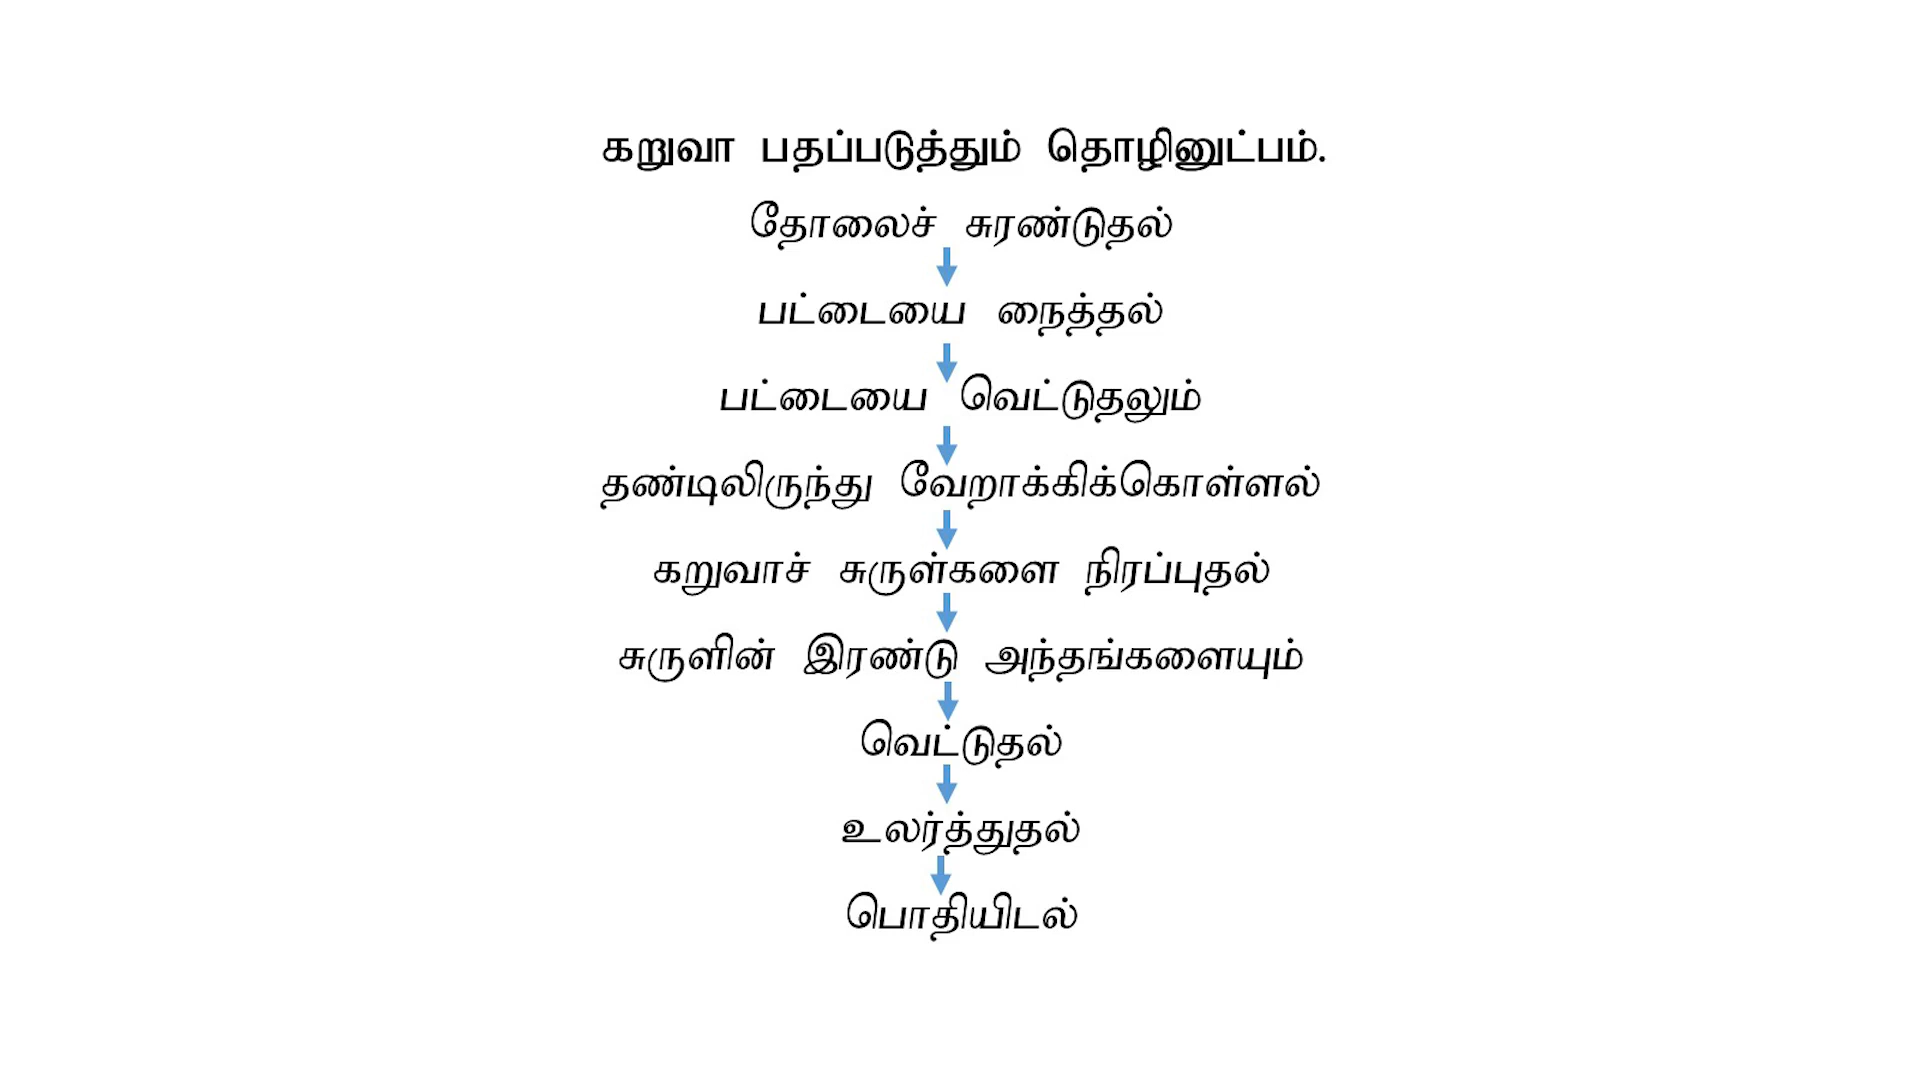 கறுவா பதப்படுத்தும் தொழினுட்பம்.
தோலைச் சுரண்டுதல்
பட்டையை நைத்தல்
பட்டையை வெட்டுதலும்
தண்டிலிருந்து வேறாக்கிக்கொள்ளல்
கறுவாச் சுருள்களை நிரப்புதல்
சுருளின் இரண்டு அந்தங்களையும்
வெட்டுதல்
உலர்த்துதல்
பொதியிடல்